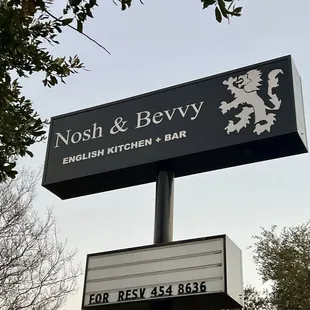 Nosh & Bevvy
ENGLISH KITCHEN + BAR
FOR RESV 454 8636